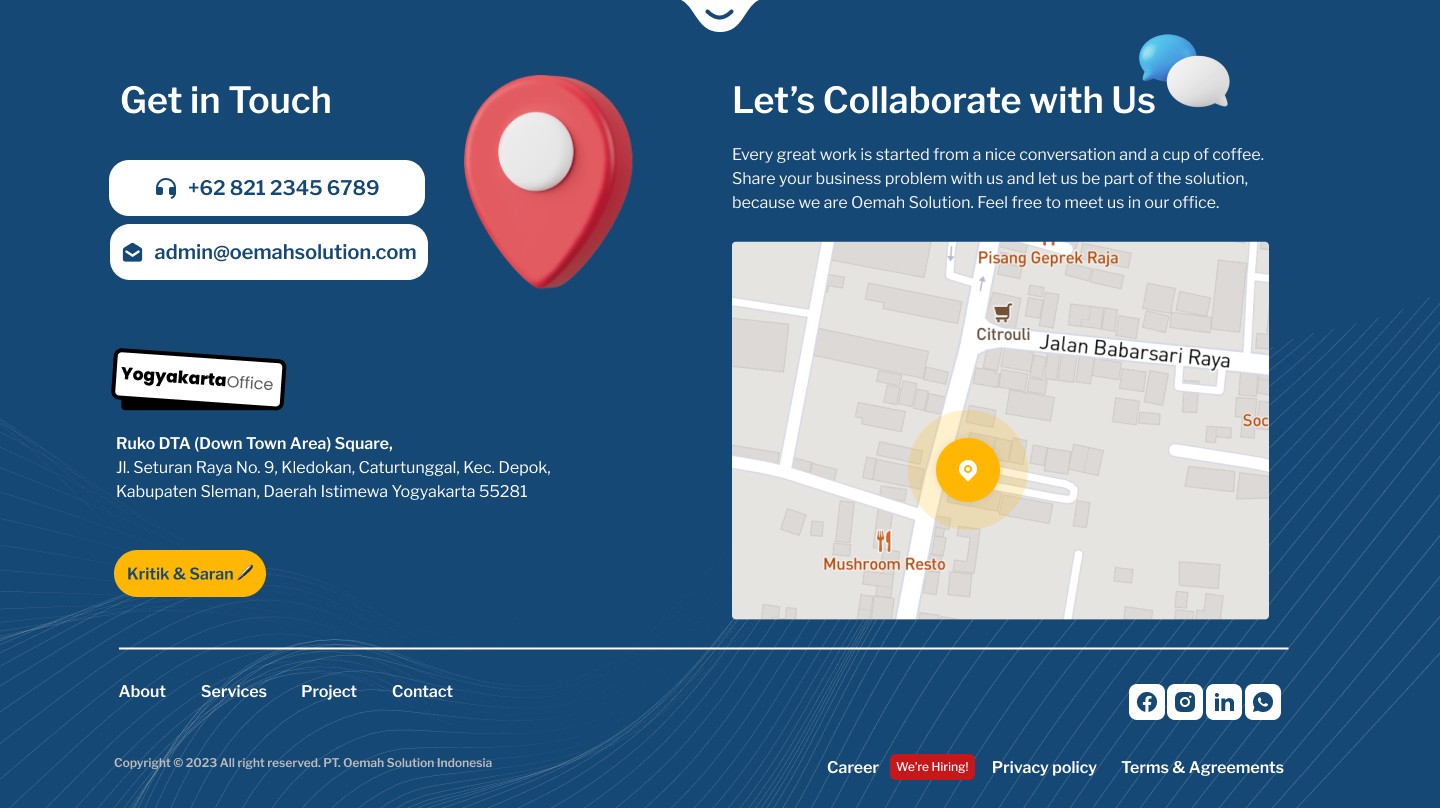 Get in Touch
+62 821 2345 6789
admin@oemahsolution.com
YogyakartaOffice
Ruko DTA (Down Town Area) Square,
Jl. Seturan Raya No. 9, Kledokan, Caturtunggal, Kec. Depok,
Kabupaten Sleman, Daerah Istimewa Yogyakarta 55281
Kritik & Saran
Let’s Collaborate with Us
Every great work is started from a nice conversation and a cup of coffee.
Share your business problem with us and let us be part of the solution,
because we are Oemah Solution. Feel free to meet us in our office.
Pisang Geprek Raja
Citrouli
Jalan Babarsari Raya
Soc
Mushroom Resto
About Services Project Contact
Copyright © 2023 All right reserved. PT. Oemah Solution Indonesia
Career We're Hiring! Privacy policy Terms & Agreements